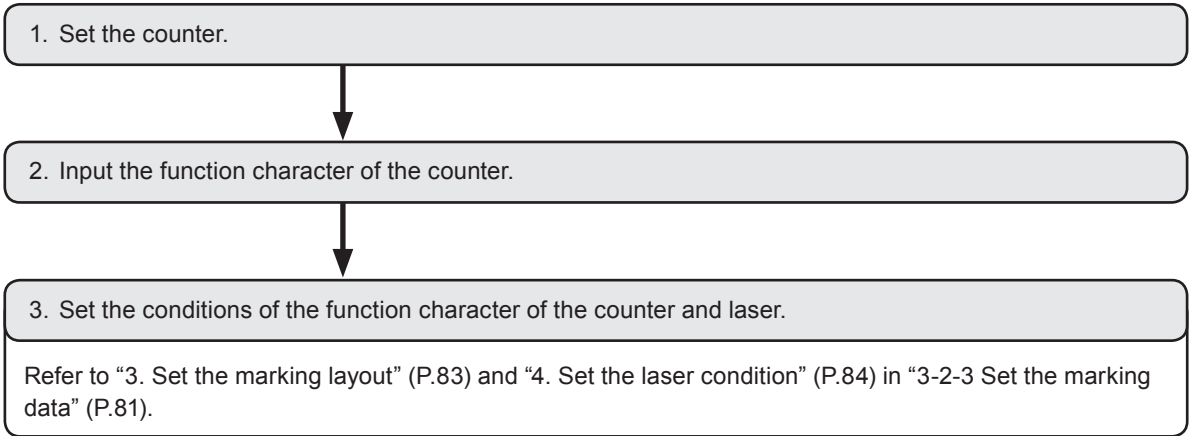 1. Set the counter.
2. Input the function character of the counter.
3. Set the conditions of the function character of the counter and laser.
Refer to “3. Set the marking layout” (P.83) and “4. Set the laser condition” (P.84) in “3-2-3 Set the marking
data” (P.81).